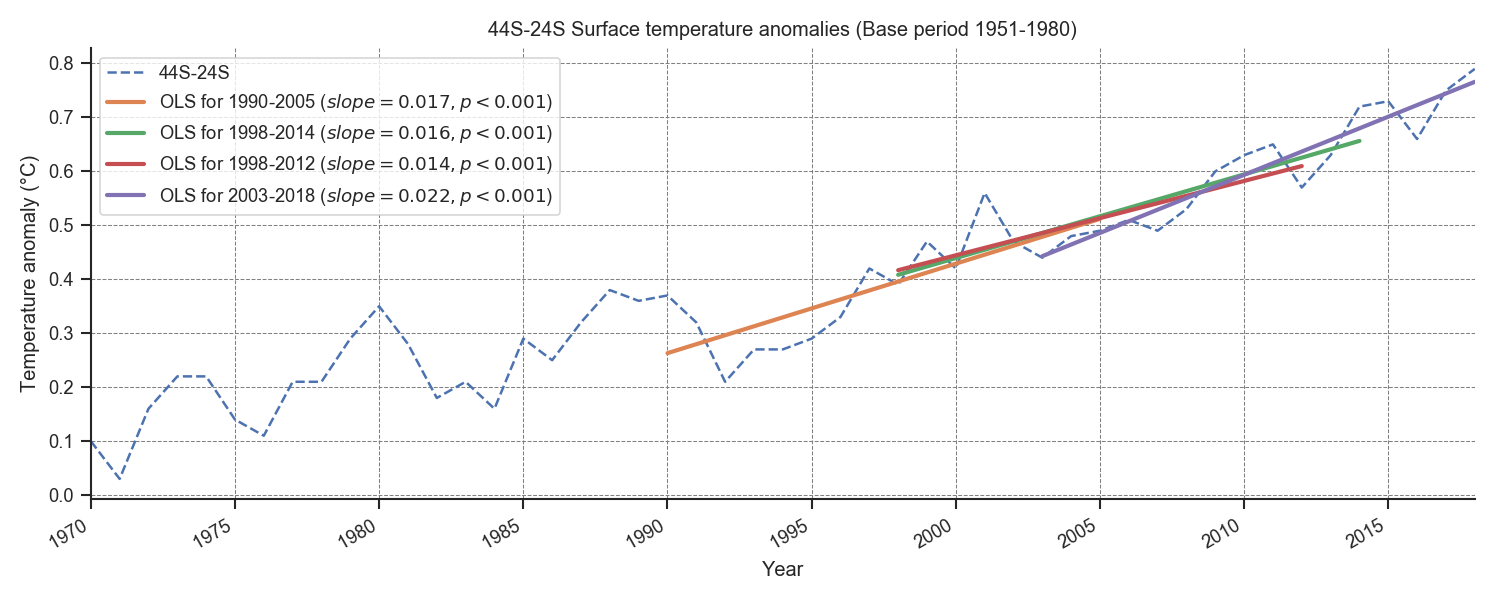 44S-24S Surface temperature anomalies (Base period 1951-1980)
44S-24S
OLS for 1990-2005 (slope = 0.017, p < 0.001)
OLS for 1998-2014 (slope = 0.016, p < 0.001)
OLS for 1998-2012 (slope = 0.014, p < 0.001)
OLS for 2003-2018 (slope = 0.022, p < 0.001)
Temperature anomaly (°C)
0.8
0.7
0.6
0.5
0.4
0.3
0.2
0.1
0.0
1970 1975 1980 1985 1990 1995 2000 2005 2010 2015
Year